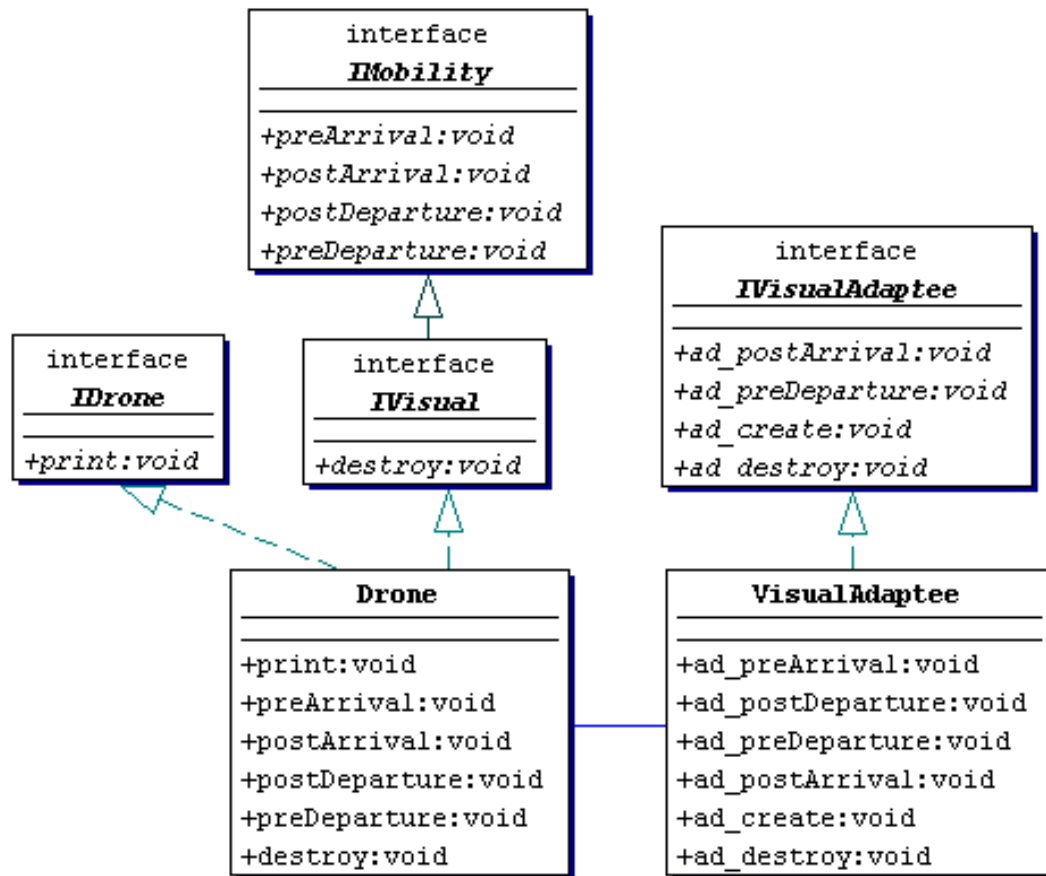 interface
IMobility
+preArrival:void
+postArrival:void
+postDeparture:void
+preDeparture:void
interface
IVisualAdaptee
+ad_postArrival:void
+ad_preDeparture:void
+ad_create:void
+ad_destroy:void
interface
IDrone
+print:void
interface
IVisual
+destroy:void
Drone
+print:void
+preArrival:void
+postArrival:void
+postDeparture:void
+preDeparture:void
+destroy:void
VisualAdaptee
+ad_preArrival:void
+ad_postDeparture:void
+ad_preDeparture:void
+ad_postArrival:void
+ad_create:void
+ad_destroy:void